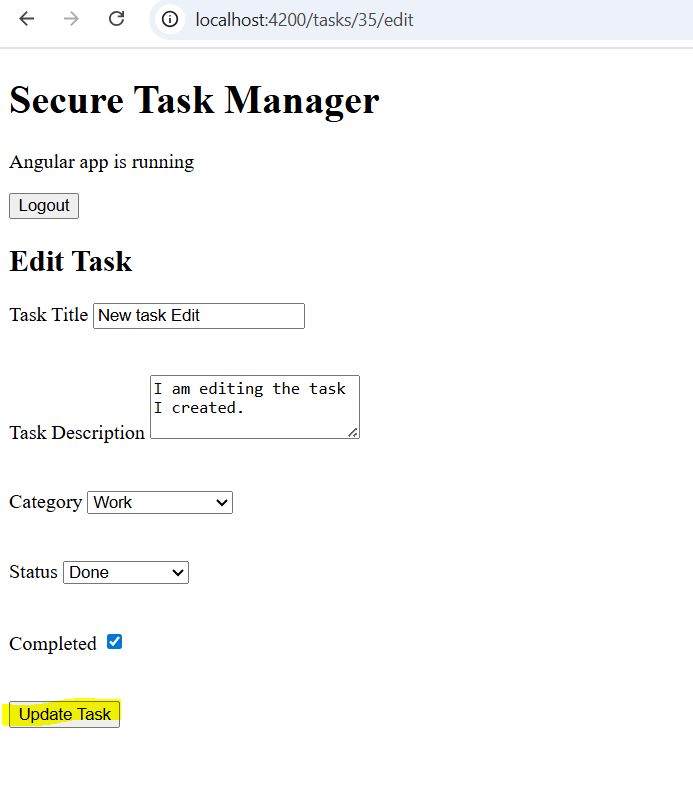 localhost:4200/tasks/35/edit
Secure Task Manager
Angular app is running
Logout
Edit Task
Task Title New task Edit
I am editing the task
I created.
Task Description
Category Work
Status Done
Completed
Update Task